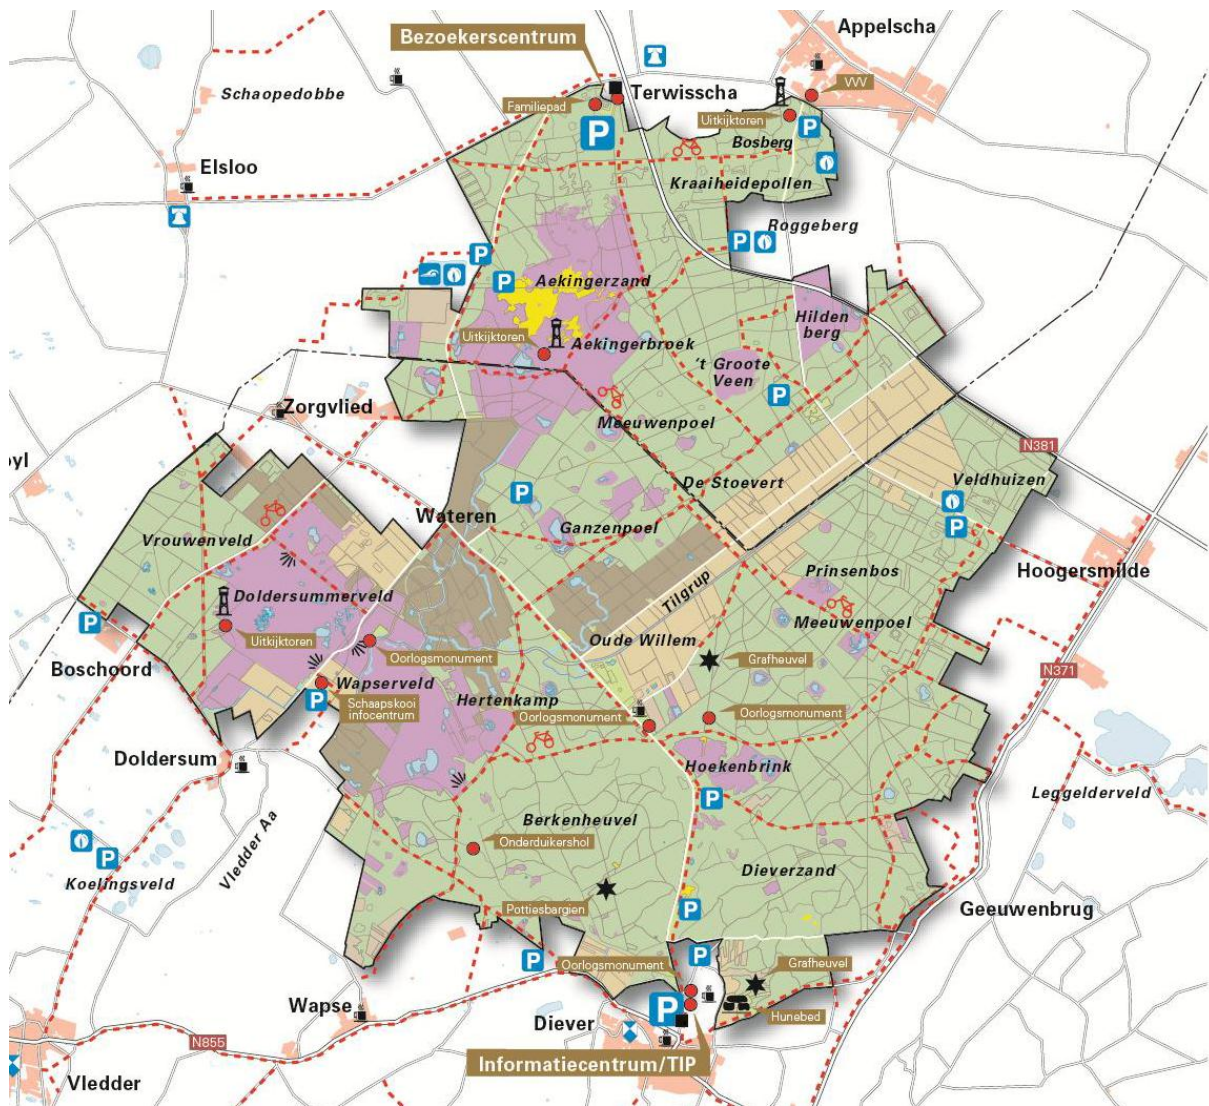 Appelscha
Bezoekerscentrum
VVV
Terwisscha
Schaopedobbe
Familiepad
P
Uitkijktoren
P
Bosberg
Elsloo
Kraaiheidepollen
Roggeberg
P
P
P
Aekingerzand
Hilden
berg
Uitkijktoren
Aekingerbroek
't Groote
Veen
P
Zorgvlied
Meeuwenpoel
N381
oyl
De Stoevert
Veldhuizen
P
Wateren
Ganzenpoel
P
Vrouwenveld
Prinsenbos
Hoogersmilde
Tilgrup
Doldersummerveld
Meeuwenpoel
P
Uitkijktoren
Oude Willem
Oorlogsmonument
Grafheuvel
Boschoord
N371
Wapserveld
P
Schaapskooi
infocentrum
Hertenkamp
Oorlogsmonument
Oorlogsmonument
Doldersum
Hoekenbrink
P
Leggelderveld
Berkenheuvel
Vledder Aa
Onderduikershol
P
Koelingsveld
Dieverzand
Pottiesbargien
P
Geeuwenbrug
P
Oorlogsmonument
P
Grafheuvel
Wapse
P
Diever
Hunebed
N855
Informatiecentrum/TIP
Vledder